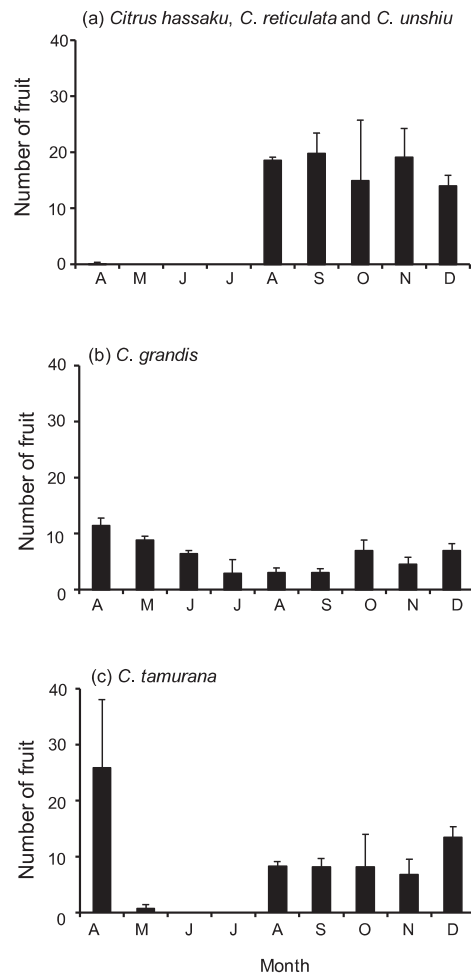 (a) Citrus hassaku, C. reticulata and C. unshiu
Number of fruit
40
30
20
10
0
A M J J A S O N D
(b) C. grandis
Number of fruit
40
30
20
10
0
A M J J A S O N D
(c) C. tamurana
Number of fruit
40
30
20
10
0
A M J J A S O N D
Month